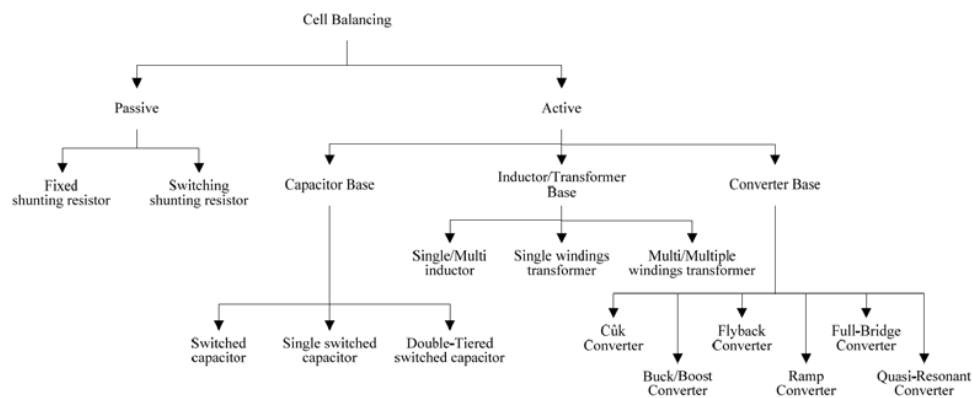 Cell Balancing
Passive
Active
Fixed
shunting resistor
Switching
shunting resistor
Capacitor Base
Inductor/Transformer
Base
Converter Base
Single/Multi
inductor
Single windings
transformer
Multi/Multiple
windings transformer
Switched
capacitor
Single switched
capacitor
Double-Tiered
switched capacitor
Cûk
Converter
Flyback
Converter
Full-Bridge
Converter
Buck/Boost
Converter
Ramp
Converter
Quasi-Resonant
Converter